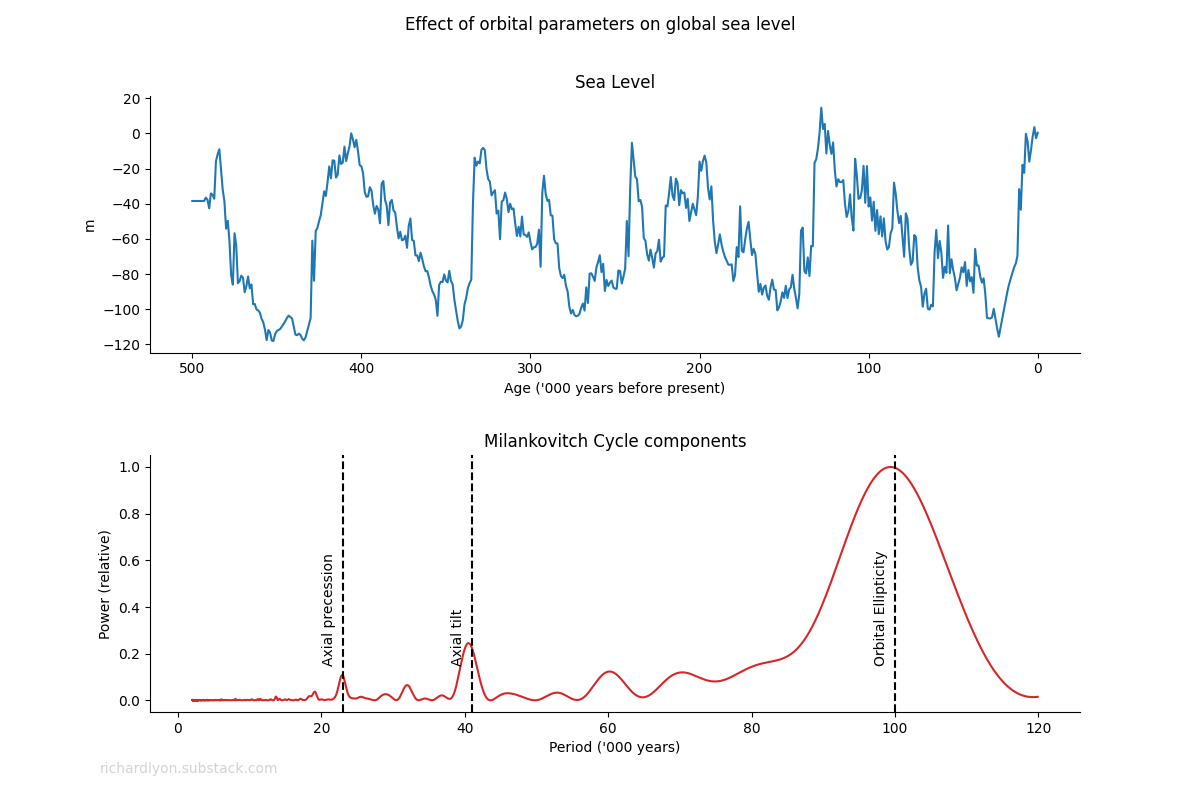 Effect of orbital parameters on global sea level
Sea Level
20
0
−20
−40
−60
−80
−100
−120
m
500 400 300 200 100 0
Age ('000 years before present)
Milankovitch Cycle components
1.0
0.8
0.6
0.4
0.2
0.0
Power (relative)
Axial precession
Axial tilt
Orbital Ellipticity
0 20 40 60 80 100 120
Period ('000 years)
richardlyon.substack.com